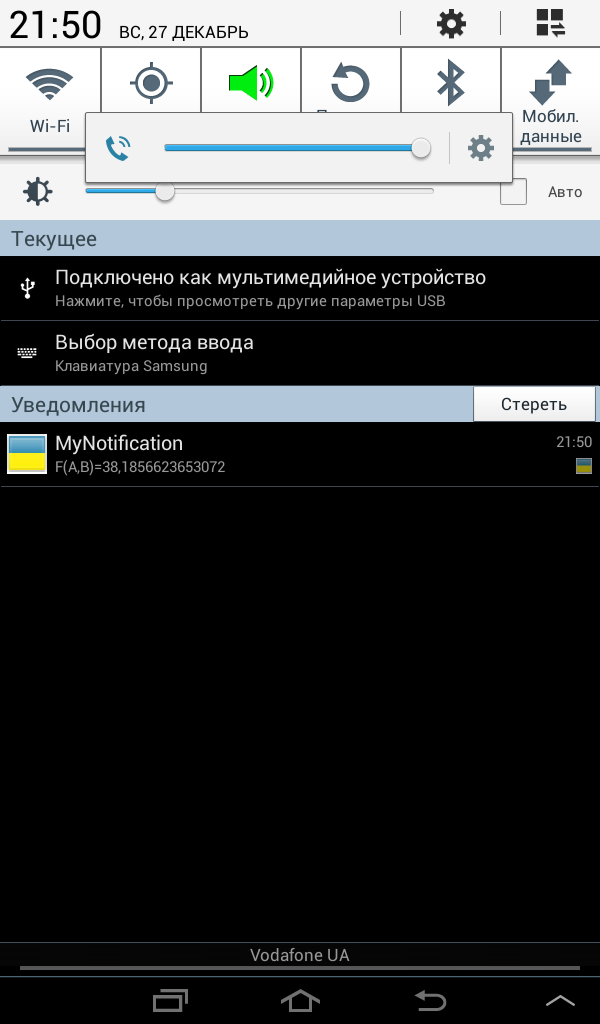 21:50 ВС, 27 ДЕКАБРЬ
Wi-Fi
Мобил.
данные
Авто
Текущее
Подключено как мультимедийное устройство
Нажмите, чтобы просмотреть другие параметры USB
Выбор метода ввода
Клавиатура Samsung
Уведомления
Стереть
MyNotification
21:50
F(A,B)=38,1856623653072
Vodafone UA